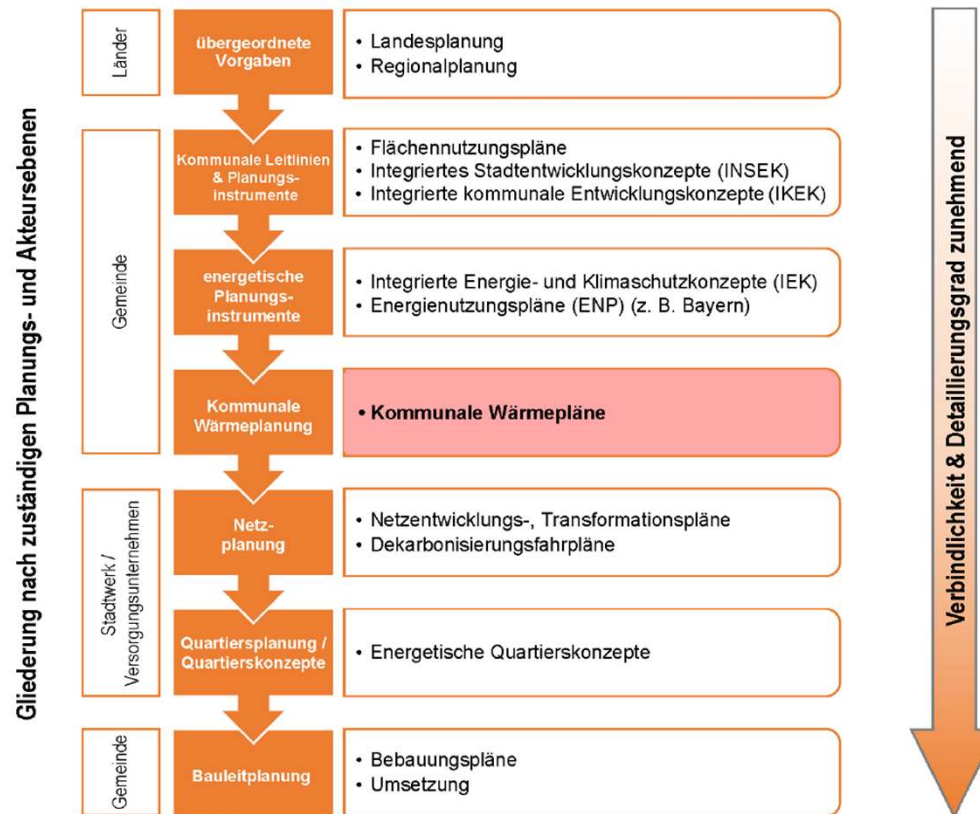 Gliederung nach zuständigen Planungs- und Akteursebenen
Länder
übergeordnete
Vorgaben
• Landesplanung
• Regionalplanung
Gemeinde
Kommunale Leitlinien
& Planungs-
instrumente
• Flächennutzungspläne
• Integriertes Stadtentwicklungskonzepte (INSEK)
• Integrierte kommunale Entwicklungskonzepte (IKEK)
energetische
Planungs-
instrumente
• Integrierte Energie- und Klimaschutzkonzepte (IEK)
• Energienutzungspläne (ENP) (z. B. Bayern)
Kommunale
Wärmeplanung
• Kommunale Wärmepläne
Stadtwerk /
Versorgungsunternehmen
Netz-
planung
• Netzentwicklungs-, Transformationspläne
• Dekarbonisierungsfahrpläne
Quartiersplanung /
Quartierskonzepte
• Energetische Quartierskonzepte
Gemeinde
Bauleitplanung
• Bebauungspläne
• Umsetzung
Verbindlichkeit & Detaillierungsgrad zunehmend